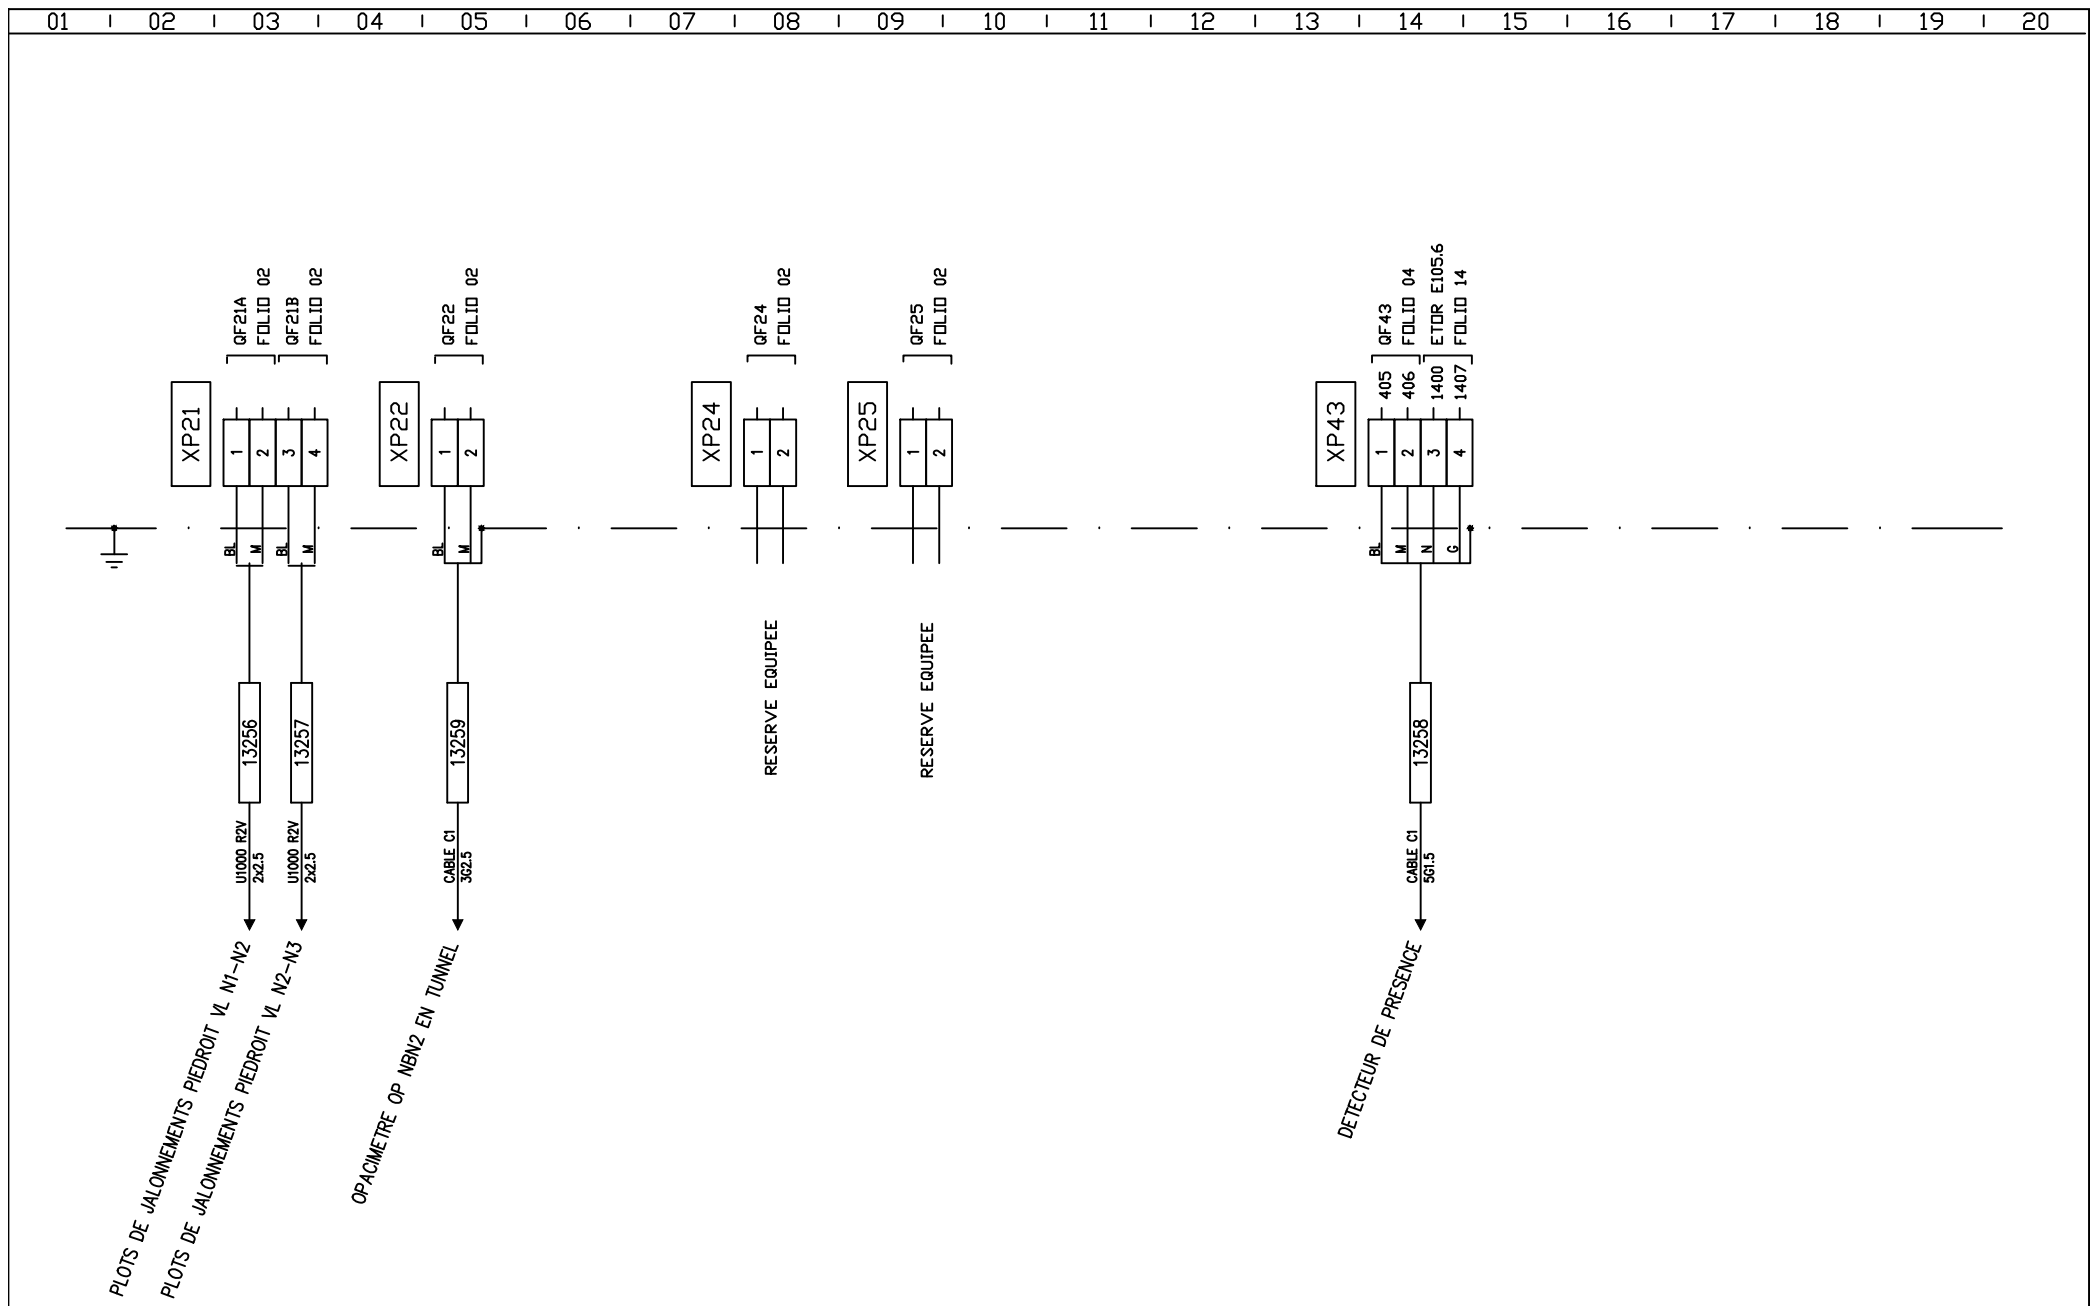 01 02 03 04 05 06 07 08 09 10 11 12 13 14 15 16 17 18 19 20
XP21
QF21A
FOLIO 02
QF21B
FOLIO 02
1
2
3
4
BL
M
BL
M
13256
U1000 R2V
2x2.5
PLOTS DE JALONNEMENTS PIEDROIT VL N1-N2
13257
U1000 R2V
2x2.5
PLOTS DE JALONNEMENTS PIEDROIT VL N2-N3
XP22
QF22
FOLIO 02
1
2
BL
M
13259
CABLE C1
3G2.5
OPACIMETRE OP NBN2 EN TUNNEL
XP24
QF24
FOLIO 02
1
2
RESERVE EQUIPEE
XP25
QF25
FOLIO 02
1
2
RESERVE EQUIPEE
XP43
QF43
FOLIO 04
ETOR E105.6
FOLIO 14
405
406
1400
1407
1
2
3
4
BL
M
N
G
13258
CABLE C1
5G1.5
DETECTEUR DE PRESENCE